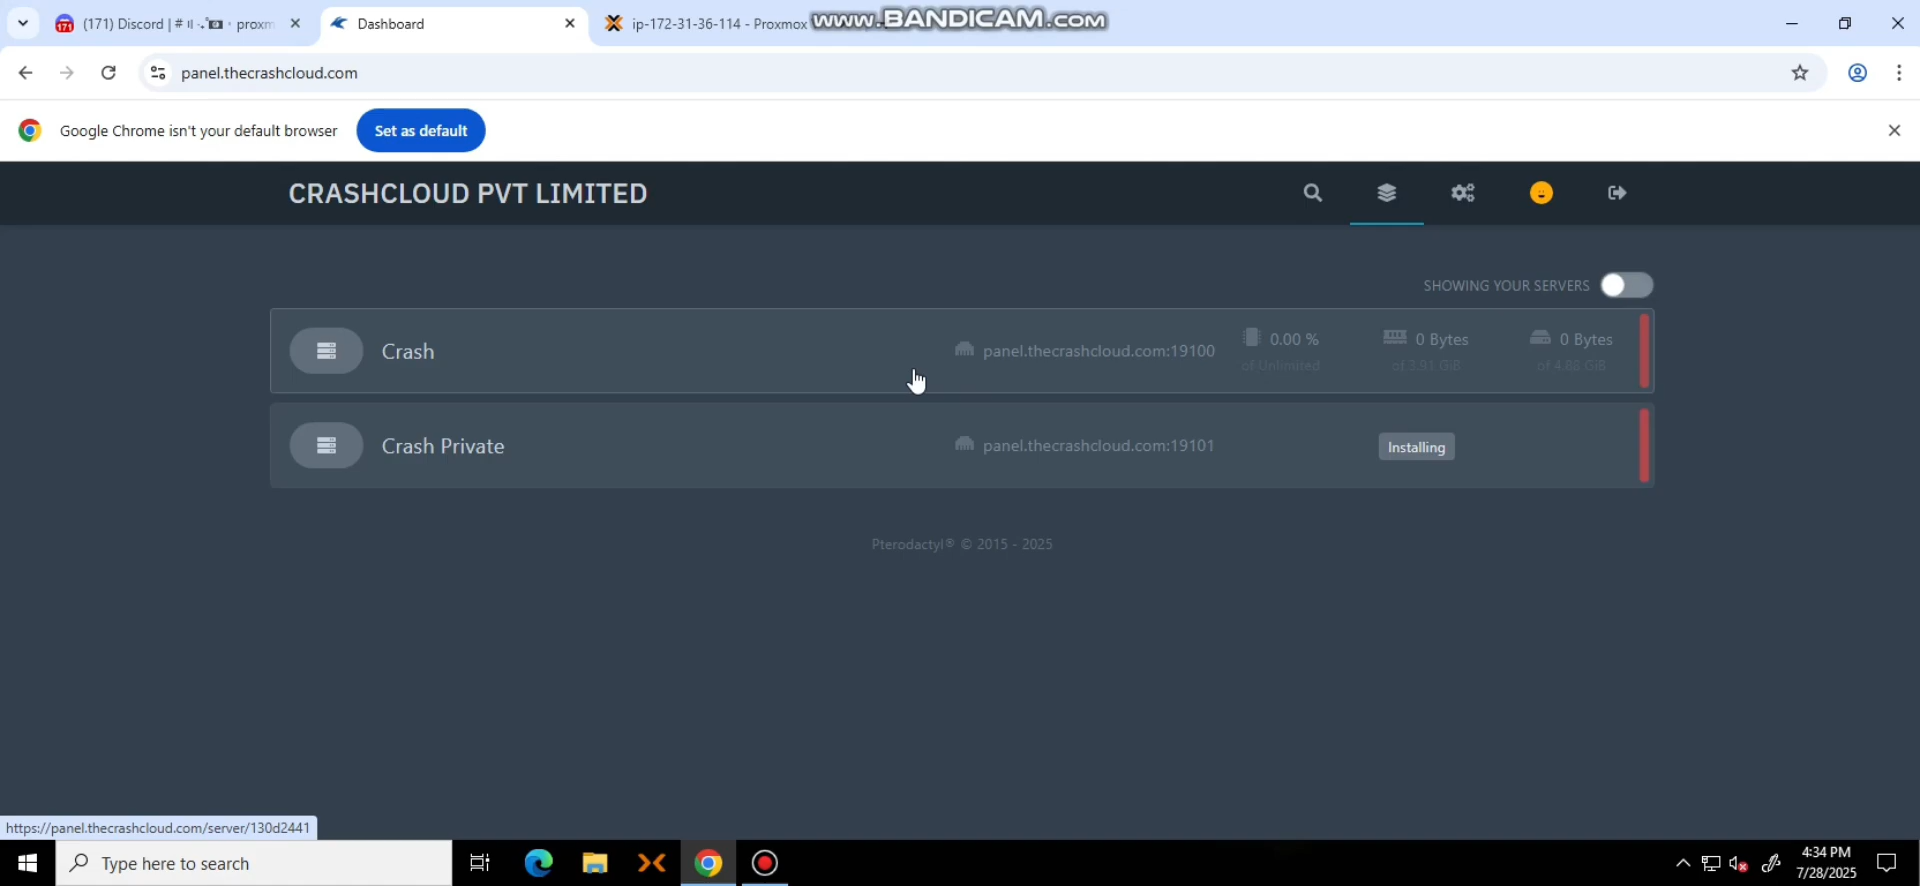 (171) Discord | # · proxm
Dashboard
ip-172-31-36-114 - Proxmox
www.BANDICAM.com
panel.thecrashcloud.com
Google Chrome isn't your default browser
Set as default
CRASHCLOUD PVT LIMITED
SHOWING YOUR SERVERS
Crash
panel.thecrashcloud.com:19100
0.00 %
of Unlimited
0 Bytes
of 3.91 GiB
0 Bytes
of 4.88 GiB
Crash Private
panel.thecrashcloud.com:19101
Installing
Pterodactyl® © 2015 - 2025
https://panel.thecrashcloud.com/server/130d2441
Type here to search
4:34 PM
7/28/2025